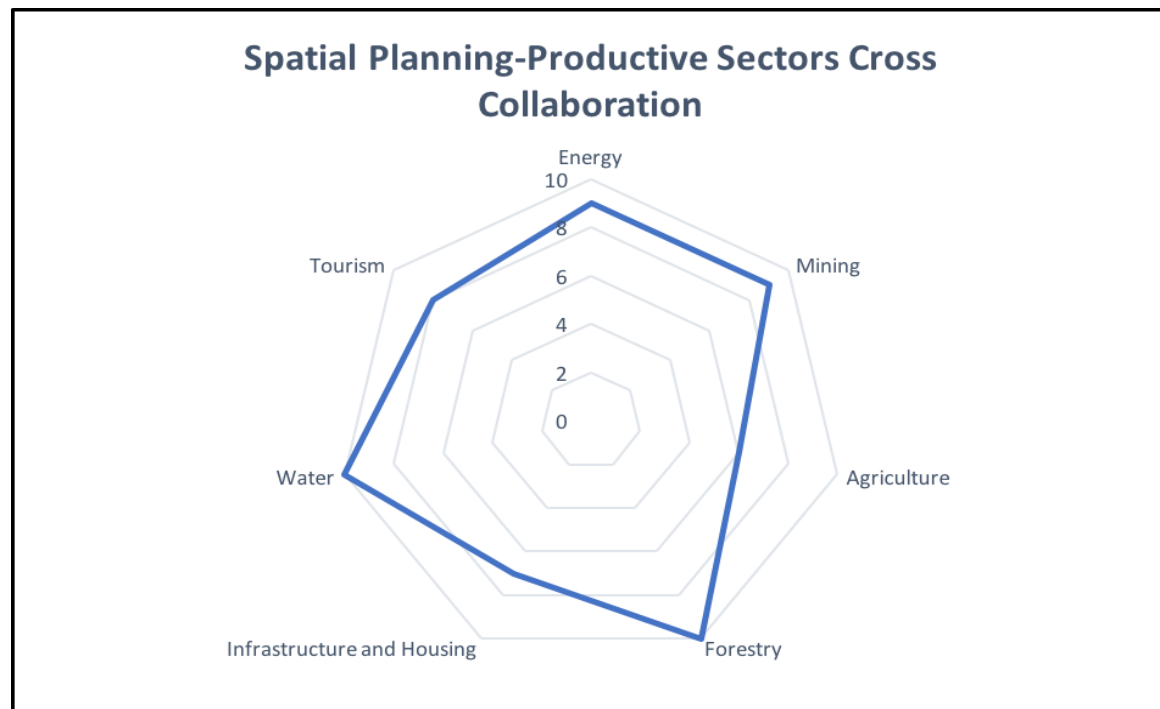 Spatial Planning-Productive Sectors Cross
Collaboration
Energy
10
8
6
4
2
0
Tourism
Mining
Water
Agriculture
Infrastructure and Housing
Forestry